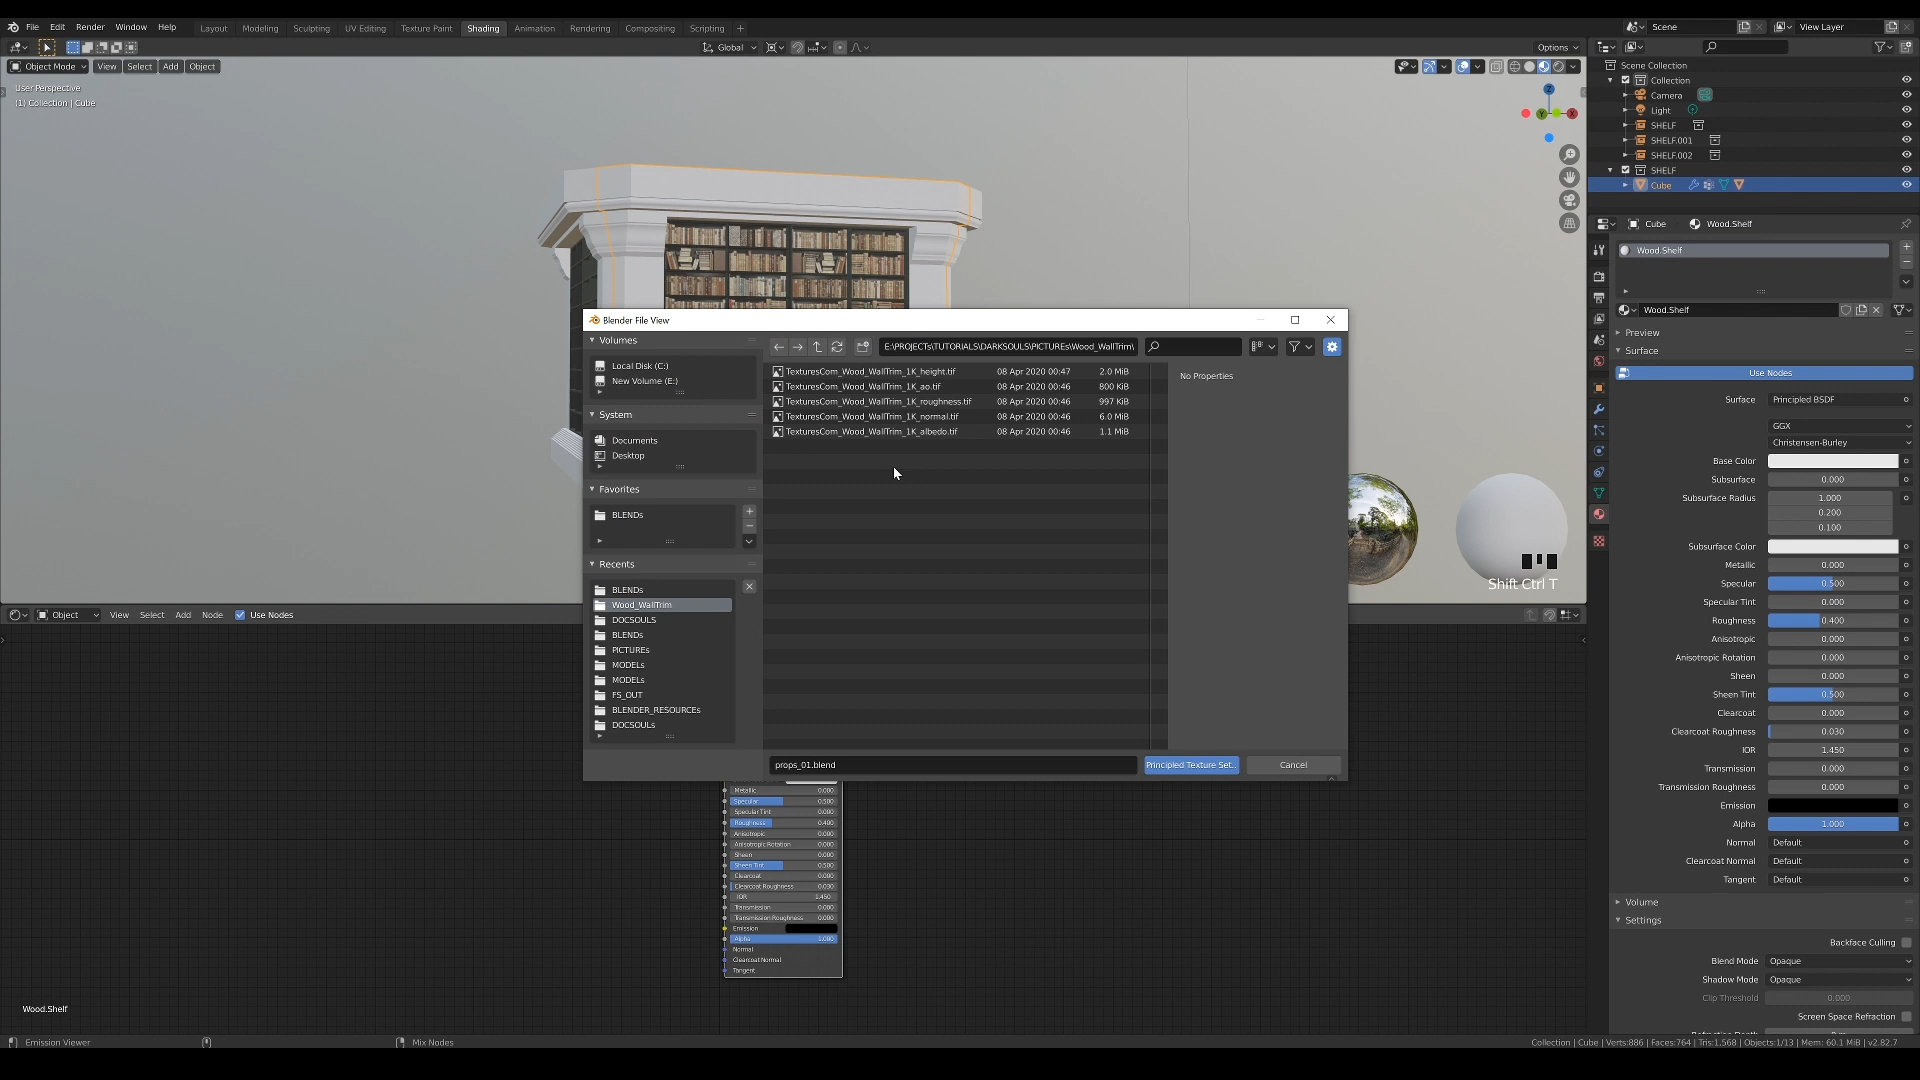 File Edit Render Window Help Layout Modeling Sculpting UV Editing Texture Paint Shading Animation Rendering Compositing Scripting + Scene View Layer
Global Options
Object Mode View Select Add Object
User Perspective
(1) Collection | Cube
Z
Y
X
Scene Collection
Collection
Camera
Light
SHELF
SHELF.001
SHELF.002
SHELF
Cube
Cube Wood.Shelf
Wood.Shelf
Wood.Shelf
Preview
Surface
Use Nodes
Surface Principled BSDF
GGX
Christensen-Burley
Base Color
Subsurface 0.000
Subsurface Radius 1.000
0.200
0.100
Subsurface Color
Metallic 0.000
Specular 0.500
Specular Tint 0.000
Roughness 0.400
Anisotropic 0.000
Anisotropic Rotation 0.000
Sheen 0.000
Sheen Tint 0.500
Clearcoat 0.000
Clearcoat Roughness 0.030
IOR 1.450
Transmission 0.000
Transmission Roughness 0.000
Emission
Alpha 1.000
Normal Default
Clearcoat Normal Default
Tangent Default
Volume
Settings
Backface Culling
Blend Mode Opaque
Shadow Mode Opaque
Clip Threshold 0.000
Screen Space Refraction
Blender File View
Volumes
Local Disk (C:)
New Volume (E:)
System
Documents
Desktop
Favorites
BLENDs
Recents
BLENDs
Wood_WallTrim
DOCSOULS
BLENDs
PICTUREs
MODELs
MODELs
FS_OUT
BLENDER_RESOURCEs
DOCSOULs
E:\PROJECTs\TUTORIALS\DARKSOULS\PICTUREs\Wood_WallTrim\
TexturesCom_Wood_WallTrim_1K_height.tif 08 Apr 2020 00:47 2.0 MiB
TexturesCom_Wood_WallTrim_1K_ao.tif 08 Apr 2020 00:46 800 KiB
TexturesCom_Wood_WallTrim_1K_roughness.tif 08 Apr 2020 00:46 997 KiB
TexturesCom_Wood_WallTrim_1K_normal.tif 08 Apr 2020 00:46 6.0 MiB
TexturesCom_Wood_WallTrim_1K_albedo.tif 08 Apr 2020 00:46 1.1 MiB
No Properties
props_01.blend Principled Texture Set.. Cancel
Shift Ctrl T
Object View Select Add Node Use Nodes
Metallic 0.000
Specular 0.500
Specular Tint 0.000
Roughness 0.400
Anisotropic 0.000
Anisotropic Rotation 0.000
Sheen 0.000
Sheen Tint 0.500
Clearcoat 0.000
Clearcoat Roughness 0.030
IOR 1.450
Transmission 0.000
Transmission Roughness 0.000
Emission
Alpha 1.000
Normal
Clearcoat Normal
Tangent
Wood.Shelf
Emission Viewer Mix Nodes Collection | Cube | Verts:886 | Faces:764 | Tris:1,568 | Objects:1/13 | Mem: 60.1 MiB | v2.82.7